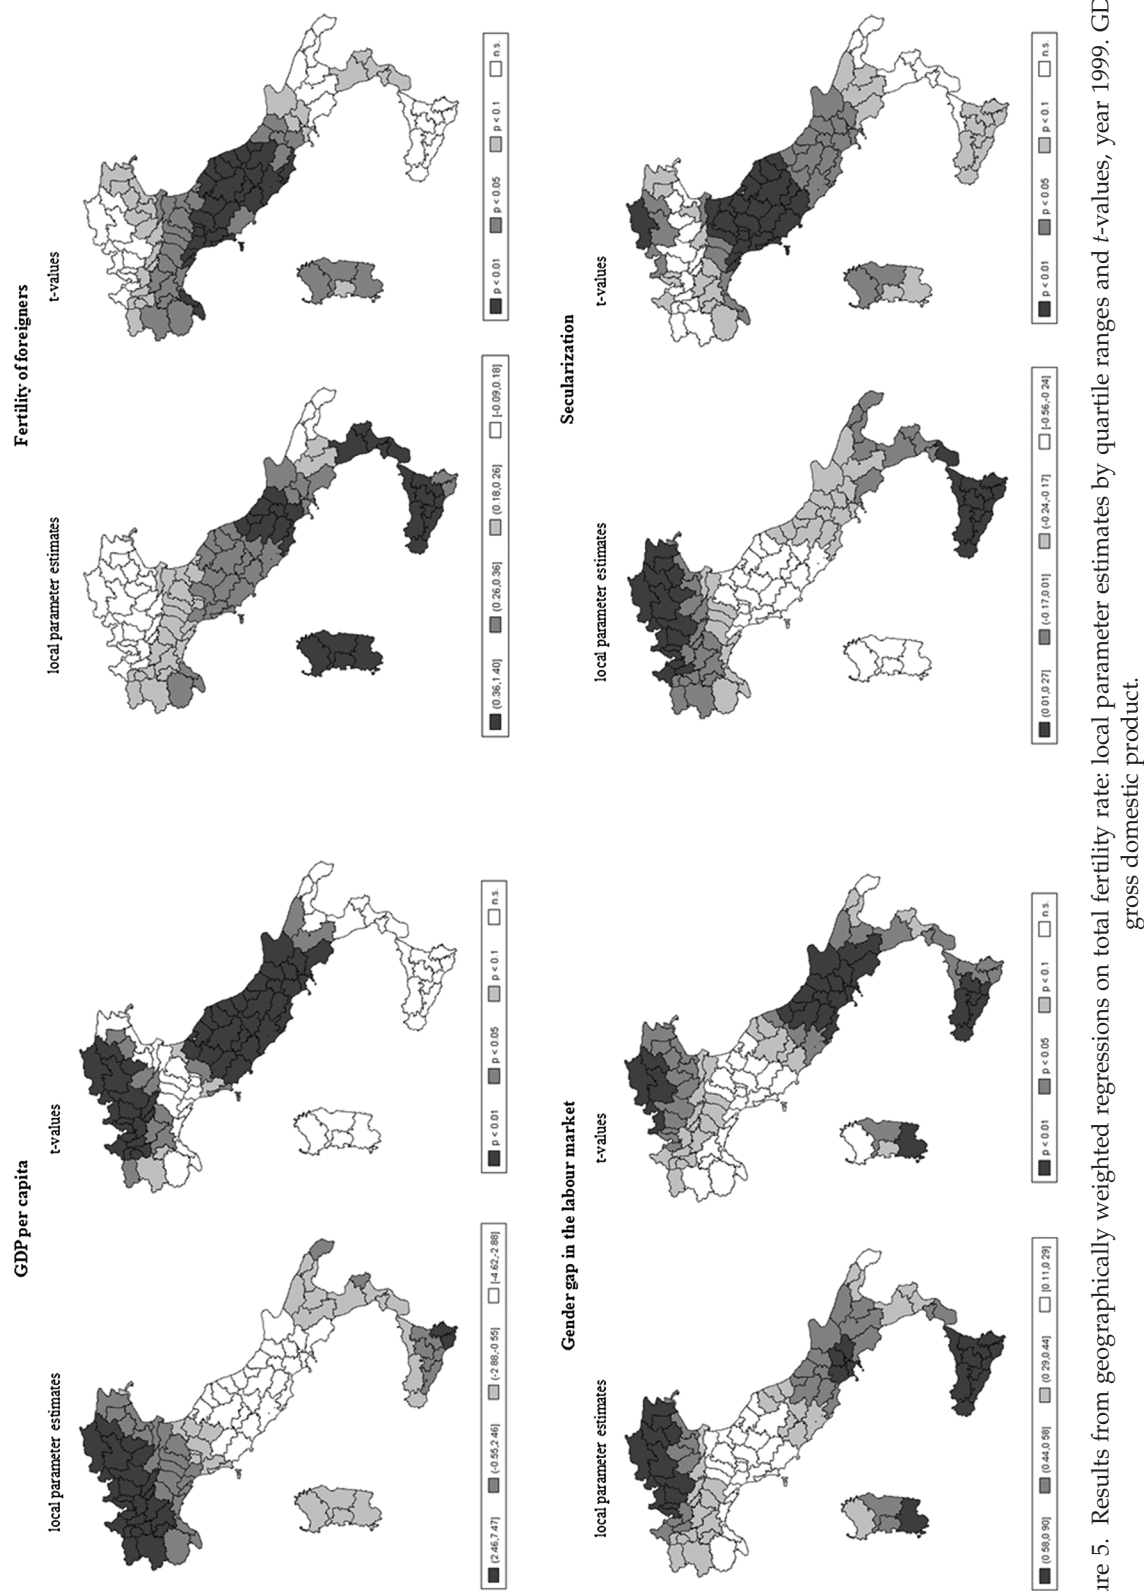 GDP per capita
local parameter estimates
t-values
(2.46,7.47] (-0.55,2.46] (-2.88,-0.55] [-4.62,-2.88]
p < 0.01 p < 0.05 p < 0.1 n.s.
Fertility of foreigners
local parameter estimates
t-values
(0.36,1.40] (0.26,0.36] (0.18,0.26] [-0.09,0.18]
p < 0.01 p < 0.05 p < 0.1 n.s.
Gender gap in the labour market
local parameter estimates
t-values
(0.58,0.90] (0.44,0.58] (0.29,0.44] [0.11,0.29]
p < 0.01 p < 0.05 p < 0.1 n.s.
Secularization
local parameter estimates
t-values
(0.01,0.27] (-0.17,0.01] (-0.24,-0.17] [-0.56,-0.24]
p < 0.01 p < 0.05 p < 0.1 n.s.
ure 5. Results from geographically weighted regressions on total fertility rate: local parameter estimates by quartile ranges and t-values, year 1999. GD
gross domestic product.